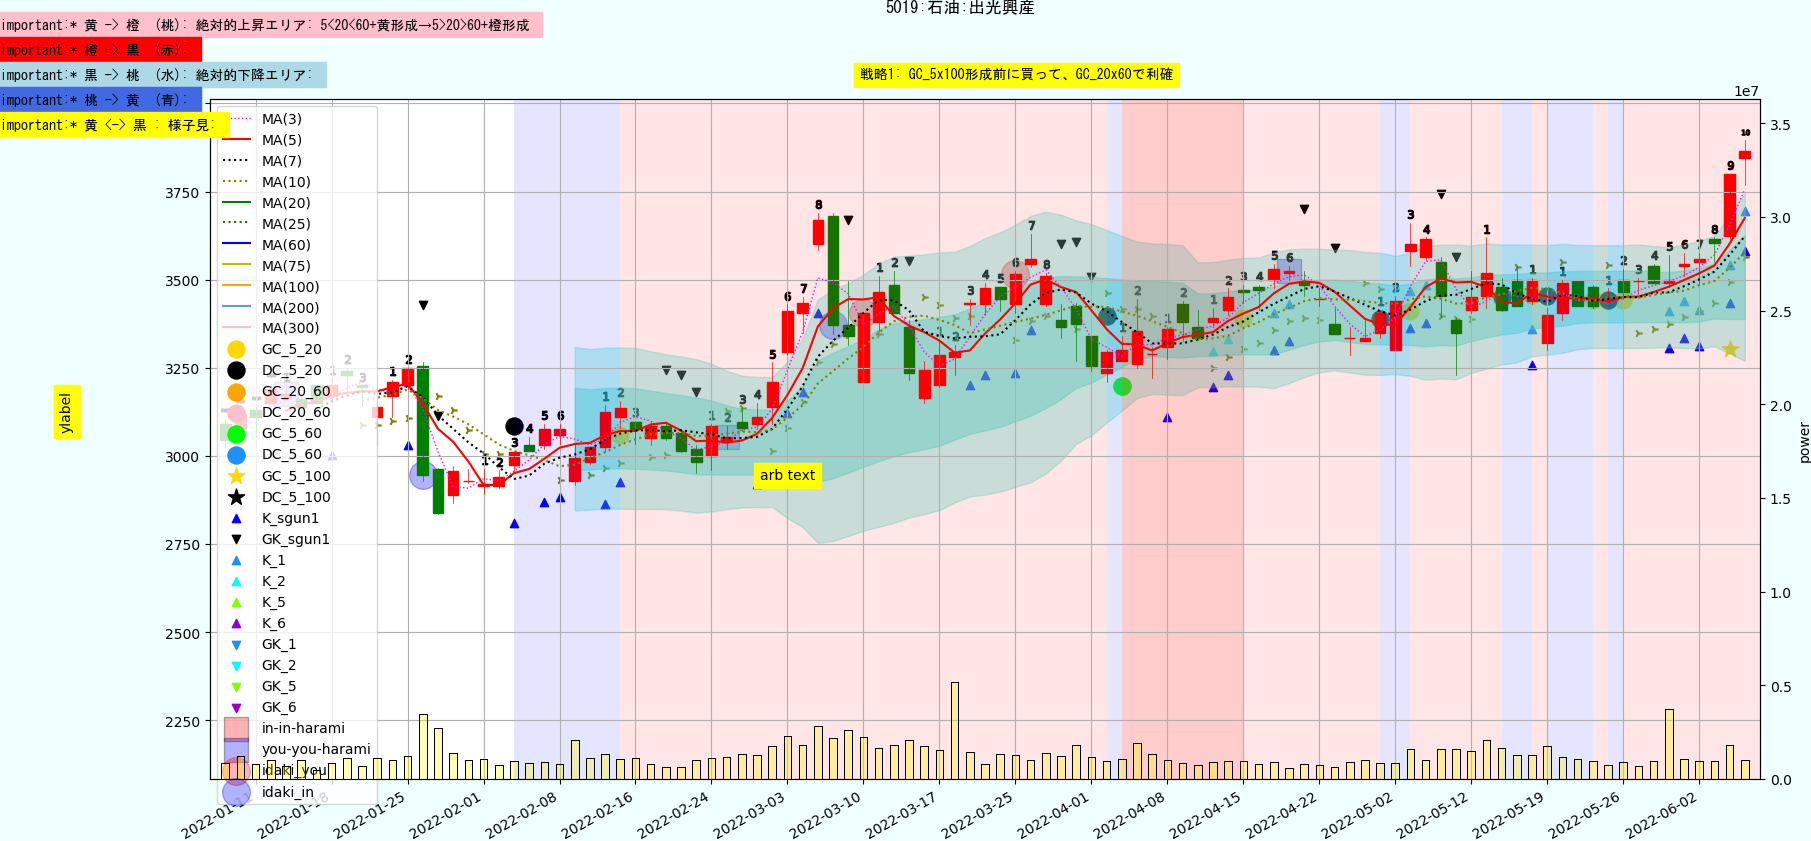 5019:石油:出光興産
important:* 黄 -> 橙 (桃): 絶対的上昇エリア: 5<20<60+黄形成→5>20>60+橙形成
important:* 橙 -> 黒 (赤):
important:* 黒 -> 桃 (水): 絶対的下降エリア:
戦略1: GC_5x100形成前に買って、GC_20x60で利確
important:* 桃 -> 黄 (青):
important:* 黄 <-> 黒 : 様子見:
1e7
MA(3)
MA(5)
MA(7)
MA(10)
MA(20)
MA(25)
MA(60)
MA(75)
MA(100)
MA(200)
MA(300)
GC_5_20
DC_5_20
GC_20_60
DC_20_60
GC_5_60
DC_5_60
GC_5_100
DC_5_100
K_sgun1
GK_sgun1
K_1
K_2
K_5
K_6
GK_1
GK_2
GK_5
GK_6
in-in-harami
you-you-harami
idaki_you
idaki_in
3750
3500
3250
3000
2750
2500
2250
ylabel
arb text
3.5
3.0
2.5
2.0
1.5
1.0
0.5
0.0
power
2022-01-11
2022-01-18
2022-01-25
2022-02-01
2022-02-08
2022-02-16
2022-02-24
2022-03-03
2022-03-10
2022-03-17
2022-03-25
2022-04-01
2022-04-08
2022-04-15
2022-04-22
2022-05-02
2022-05-12
2022-05-19
2022-05-26
2022-06-02